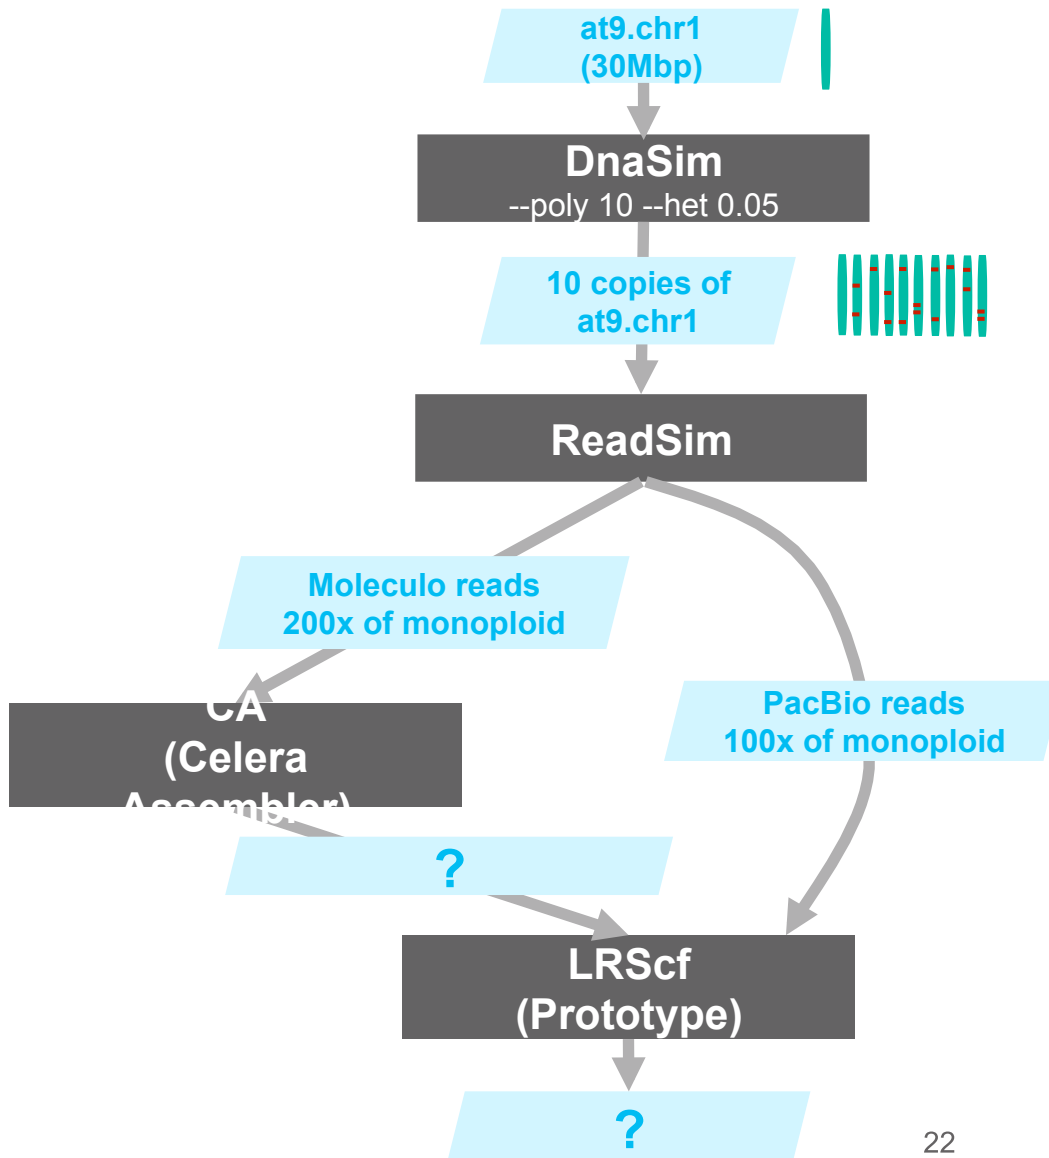 at9.chr1
(30Mbp)
DnaSim
--poly 10 --het 0.05
10 copies of
at9.chr1
ReadSim
Moleculo reads
200x of monoploid
PacBio reads
100x of monoploid
CA
(Celera
Assembler)
?
LRScf
(Prototype)
?
22